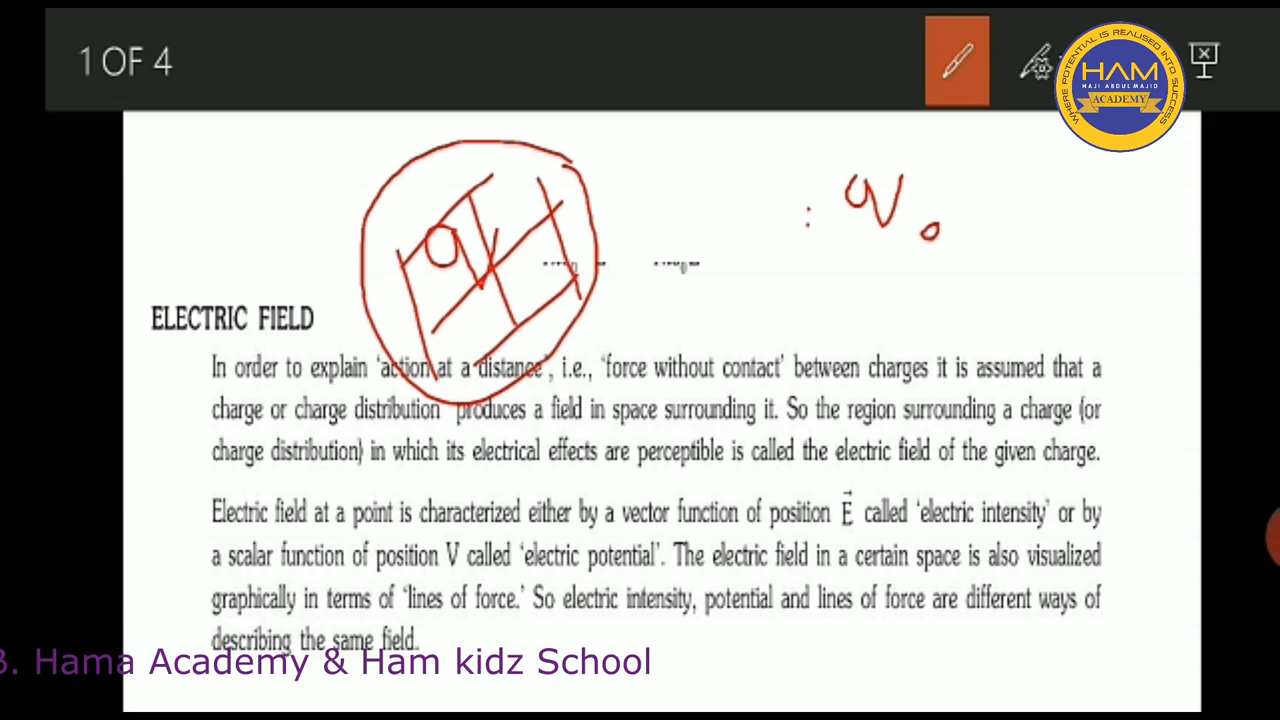 1 OF 4
WHERE POTENTIAL IS REALISED INTO SUCCESS
HAM
HAJI ABDUL MAJID
ACADEMY
q
: q₀
ELECTRIC FIELD
In order to explain ‘action at a distance’, i.e., ‘force without contact’ between charges it is assumed that a
charge or charge distribution produces a field in space surrounding it. So the region surrounding a charge (or
charge distribution) in which its electrical effects are perceptible is called the electric field of the given charge.
Electric field at a point is characterized either by a vector function of position E⃗ called ‘electric intensity’ or by
a scalar function of position V called ‘electric potential’. The electric field in a certain space is also visualized
graphically in terms of ‘lines of force.’ So electric intensity, potential and lines of force are different ways of
describing the same field.
. Hama Academy & Ham kidz School